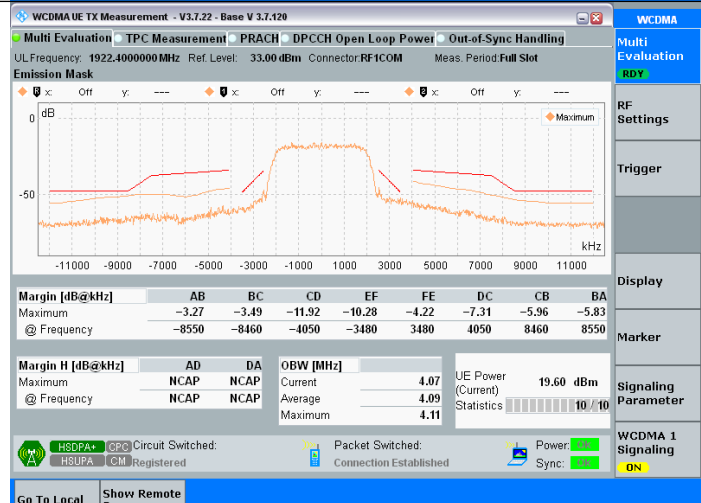 WCDMA UE TX Measurement - V3.7.22 - Base V 3.7.120
WCDMA
Multi Evaluation TPC Measurement PRACH DPCCH Open Loop Power Out-of-Sync Handling
UL Frequency: 1922.4000000 MHz Ref. Level: 33.00 dBm Connector: RF1COM Meas. Period: Full Slot
Emission Mask
x: Off y: --- x: Off y: --- 2 x: Off y: ---
dB
Maximum
0
-50
kHz
-11000 -9000 -7000 -5000 -3000 -1000 1000 3000 5000 7000 9000 11000
Margin [dB@kHz] AB BC CD EF FE DC CB BA
Maximum -3.27 -3.49 -11.92 -10.28 -4.22 -7.31 -5.96 -5.83
@ Frequency -8550 -8460 -4050 -3480 3480 4050 8460 8550
Margin H [dB@kHz] AD DA
Maximum NCAP NCAP
@ Frequency NCAP NCAP
OBW [MHz]
Current 4.07
Average 4.09
Maximum 4.11
UE Power (Current) 19.60 dBm
Statistics 10 / 10
HSDPA+ CPC Circuit Switched:
HSUPA CM Registered
Packet Switched:
Connection Established
Power: OK
Sync: OK
Multi Evaluation
RDY
RF Settings
Trigger
Display
Marker
Signaling Parameter
WCDMA 1 Signaling
ON
Go To Local
Show Remote